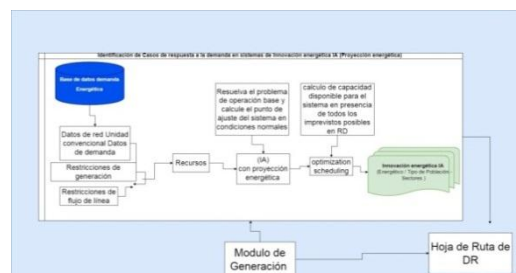 Identificación de Casos de respuesta a la demanda en sistemas de Innovación energética IA (Proyección energética)
Base de datos demanda
Energética
Datos de red Unidad
convencional Datos
de demanda
Restricciones de
generación
Restricciones de
flujo de línea
Recursos
Resuelva el problema
de operación base y
calcule el punto de
ajuste del sistema en
condiciones normales
(IA)
con proyección
energética
calculo de capacidad
disponible para el
sistema en presencia
de todos los
imprevistos posibles
en RD
optimization
scheduling
Innovación energética IA
(Energético / Tipo de Población
Sectores )
Modulo de
Generación
Hoja de Ruta de
DR